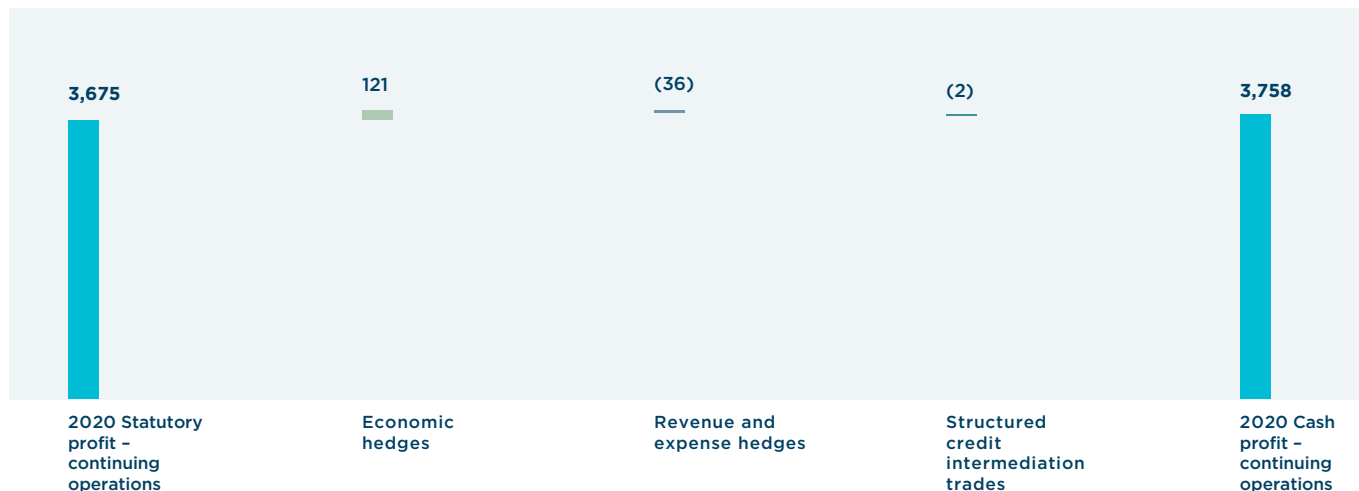 3,675
121
(36)
(2)
3,758
2020 Statutory
profit –
continuing
operations
Economic
hedges
Revenue and
expense hedges
Structured
credit
intermediation
trades
2020 Cash
profit –
continuing
operations